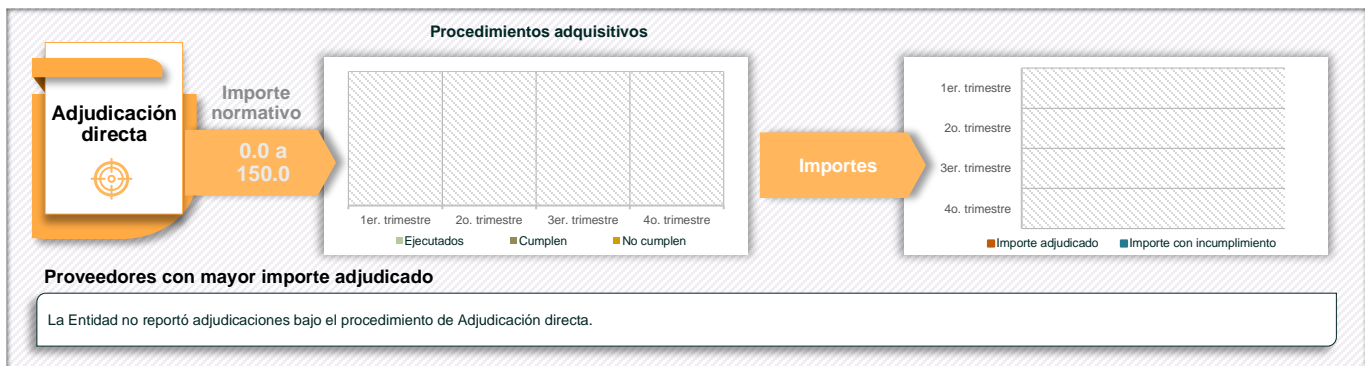 Procedimientos adquisitivos
Adjudicación
directa
Importe
normativo
0.0 a
150.0
1er. trimestre 2o. trimestre 3er. trimestre 4o. trimestre
Ejecutados Cumplen No cumplen
Importes
1er. trimestre
2o. trimestre
3er. trimestre
4o. trimestre
Importe adjudicado Importe con incumplimiento
Proveedores con mayor importe adjudicado
La Entidad no reportó adjudicaciones bajo el procedimiento de Adjudicación directa.